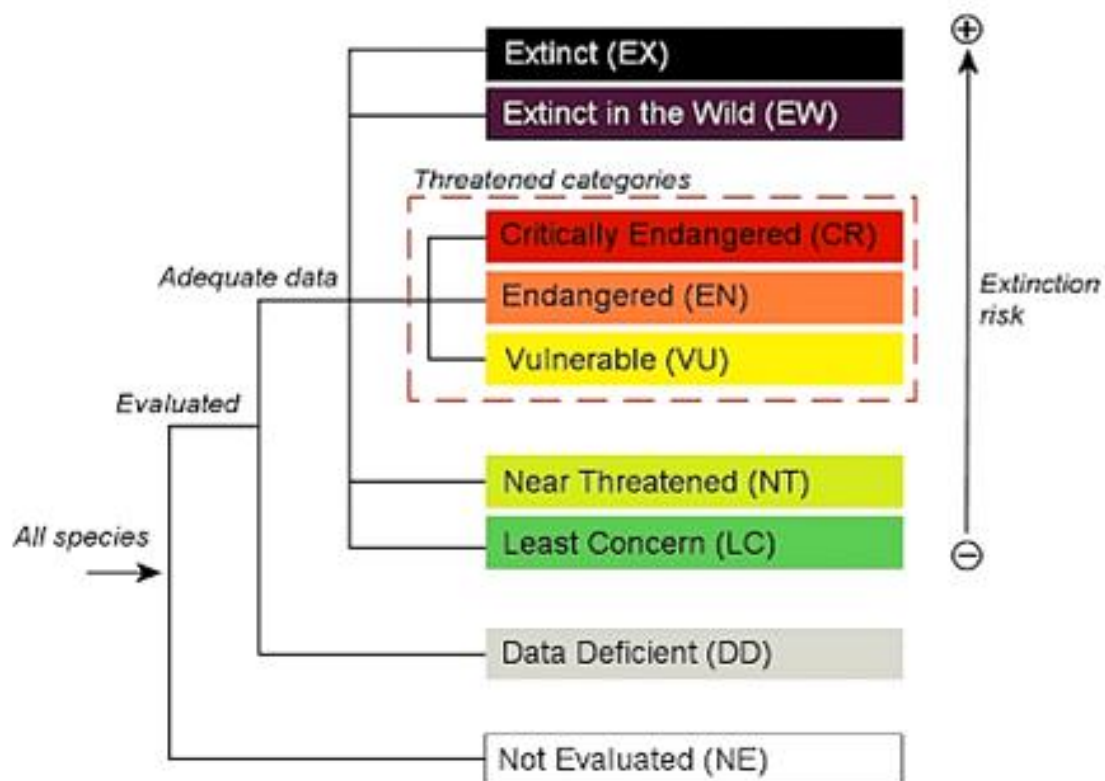 Extinct (EX)
Extinct in the Wild (EW)
Threatened categories
Critically Endangered (CR)
Adequate data
Endangered (EN)
Extinction
risk
Vulnerable (VU)
Evaluated
Near Threatened (NT)
All species
Least Concern (LC)
Data Deficient (DD)
Not Evaluated (NE)